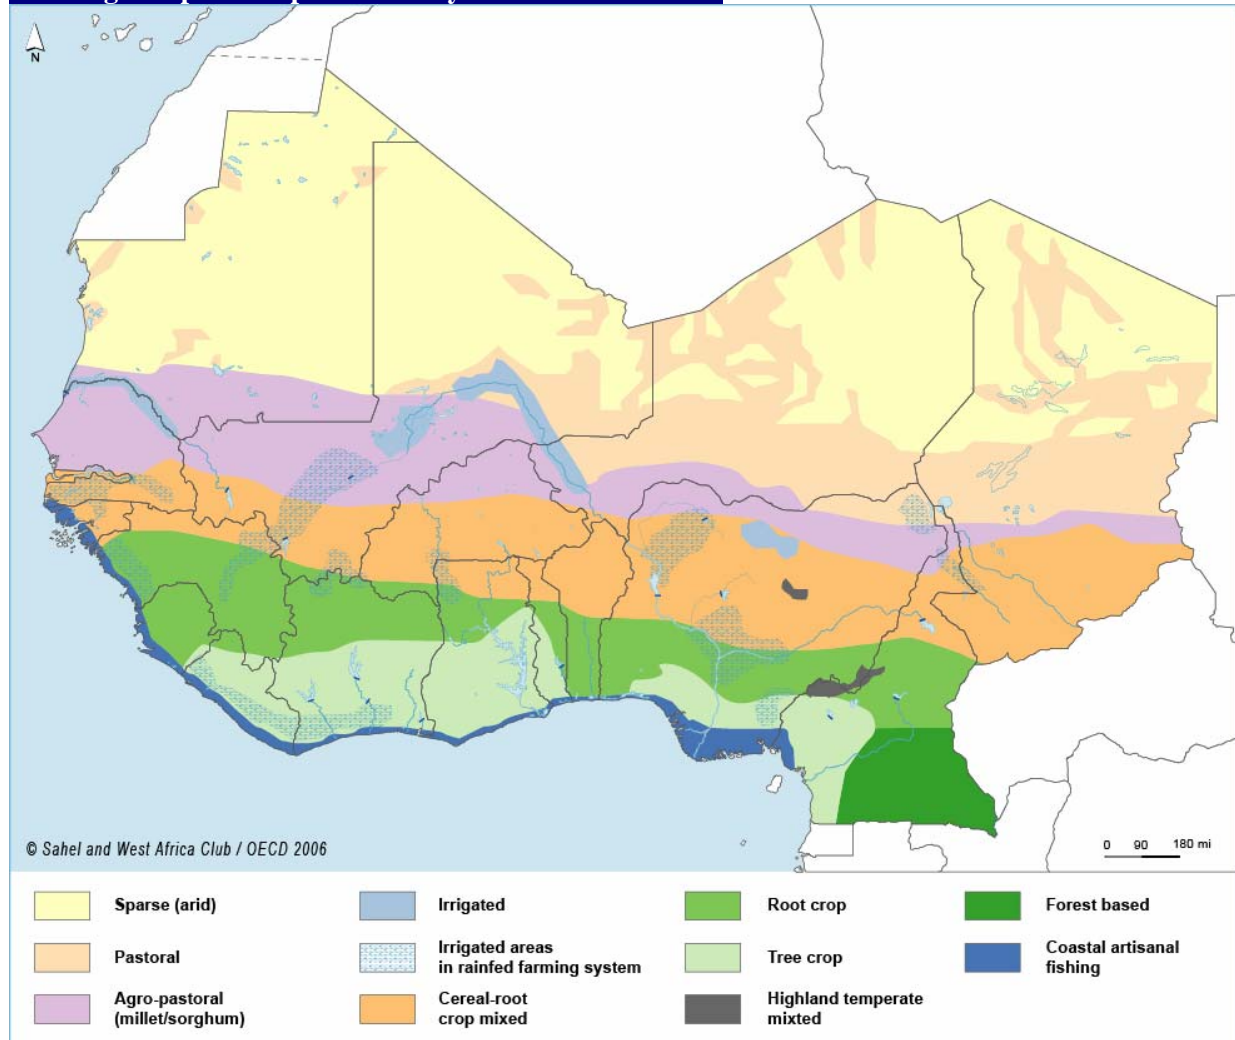 N
© Sahel and West Africa Club / OECD 2006
0 90 180 mi
Sparse (arid)
Pastoral
Agro-pastoral
(millet/sorghum)
Irrigated
Irrigated areas
in rainfed farming system
Cereal-root
crop mixed
Root crop
Tree crop
Highland temperate
mixted
Forest based
Coastal artisanal
fishing